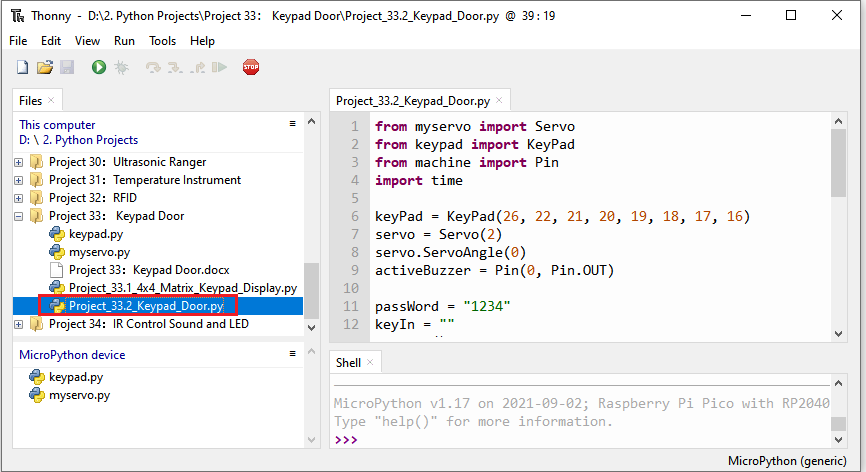 Thonny - D:\2. Python Projects\Project 33： Keypad Door\Project_33.2_Keypad_Door.py @ 39 : 19
File Edit View Run Tools Help
STOP
Files ×
This computer
D: \ 2. Python Projects
Project 30： Ultrasonic Ranger
Project 31： Temperature Instrument
Project 32： RFID
Project 33： Keypad Door
keypad.py
myservo.py
Project 33：Keypad Door.docx
Project_33.1_4x4_Matrix_Keypad_Display.py
Project_33.2_Keypad_Door.py
Project 34： IR Control Sound and LED
MicroPython device
keypad.py
myservo.py
Project_33.2_Keypad_Door.py ×
1 from myservo import Servo
2 from keypad import KeyPad
3 from machine import Pin
4 import time
5
6 keyPad = KeyPad(26, 22, 21, 20, 19, 18, 17, 16)
7 servo = Servo(2)
8 servo.ServoAngle(0)
9 activeBuzzer = Pin(0, Pin.OUT)
10
11 passWord = "1234"
12 keyIn = ""
Shell ×
MicroPython v1.17 on 2021-09-02; Raspberry Pi Pico with RP2040
Type "help()" for more information.
>>>
MicroPython (generic)